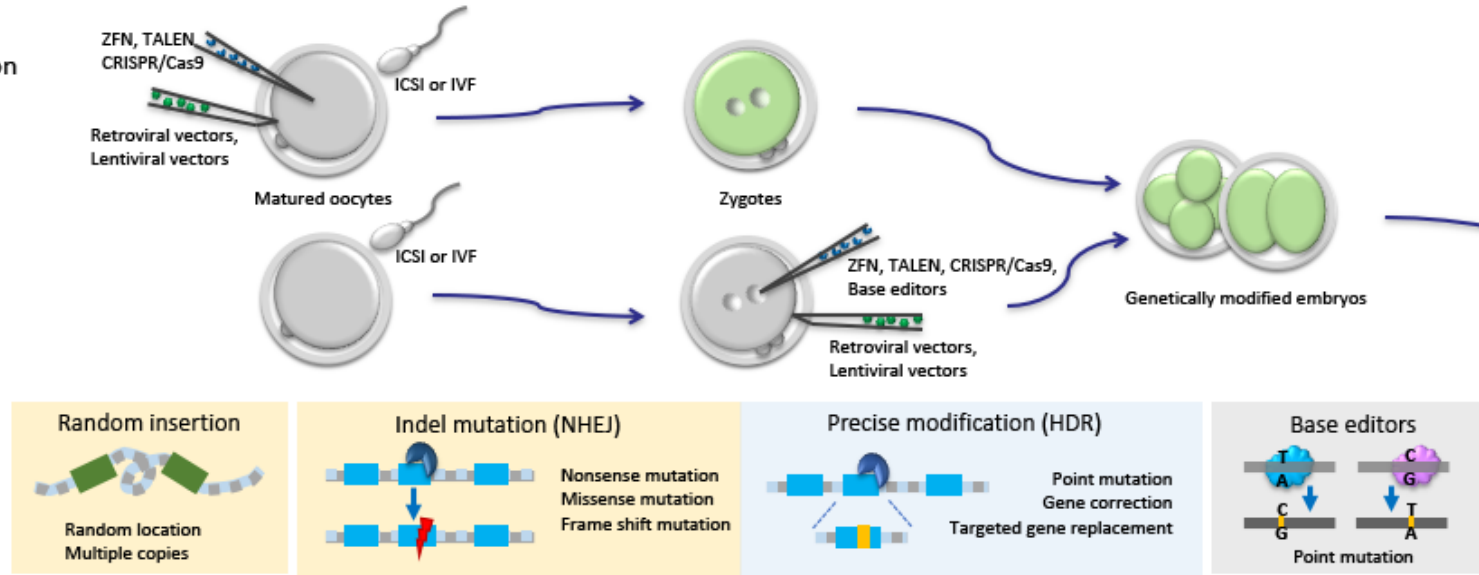 ZFN, TALEN
CRISPR/Cas9
on
ICSI or IVF
Retroviral vectors,
Lentiviral vectors
Matured oocytes
Zygotes
ICSI or IVF
ZFN, TALEN, CRISPR/Cas9,
Base editors
Genetically modified embryos
Retroviral vectors,
Lentiviral vectors
Random insertion
Random location
Multiple copies
Indel mutation (NHEJ)
Nonsense mutation
Missense mutation
Frame shift mutation
Precise modification (HDR)
Point mutation
Gene correction
Targeted gene replacement
Base editors
T
A
C
G
C
G
T
A
Point mutation